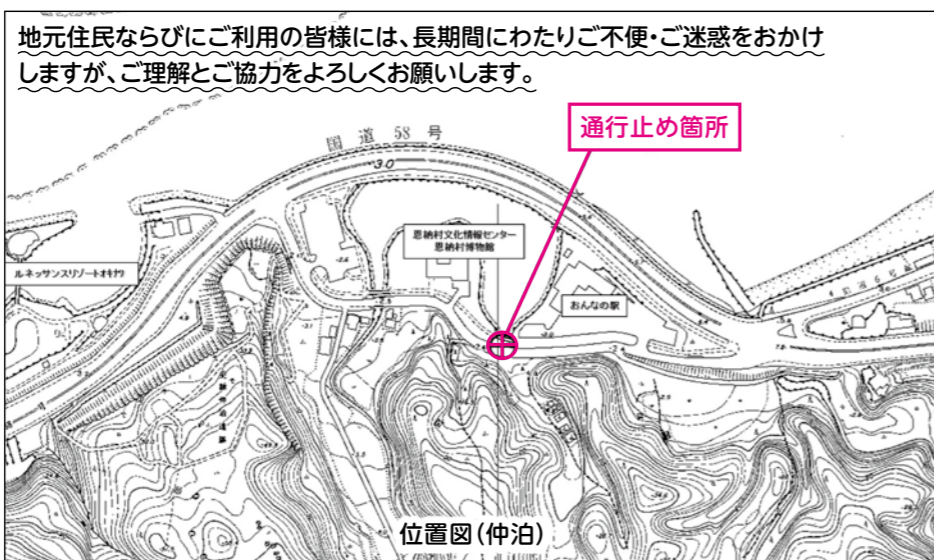 地元住民ならびにご利用の皆様には、長期間にわたりご不便・ご迷惑をおかけ
しますが、ご理解とご協力をよろしくお願いします。
通行止め箇所
国道 58 号
恩納村文化情報センター
恩納村博物館
ルネッサンスリゾートオキナワ
おんなの駅
位置図(仲泊)